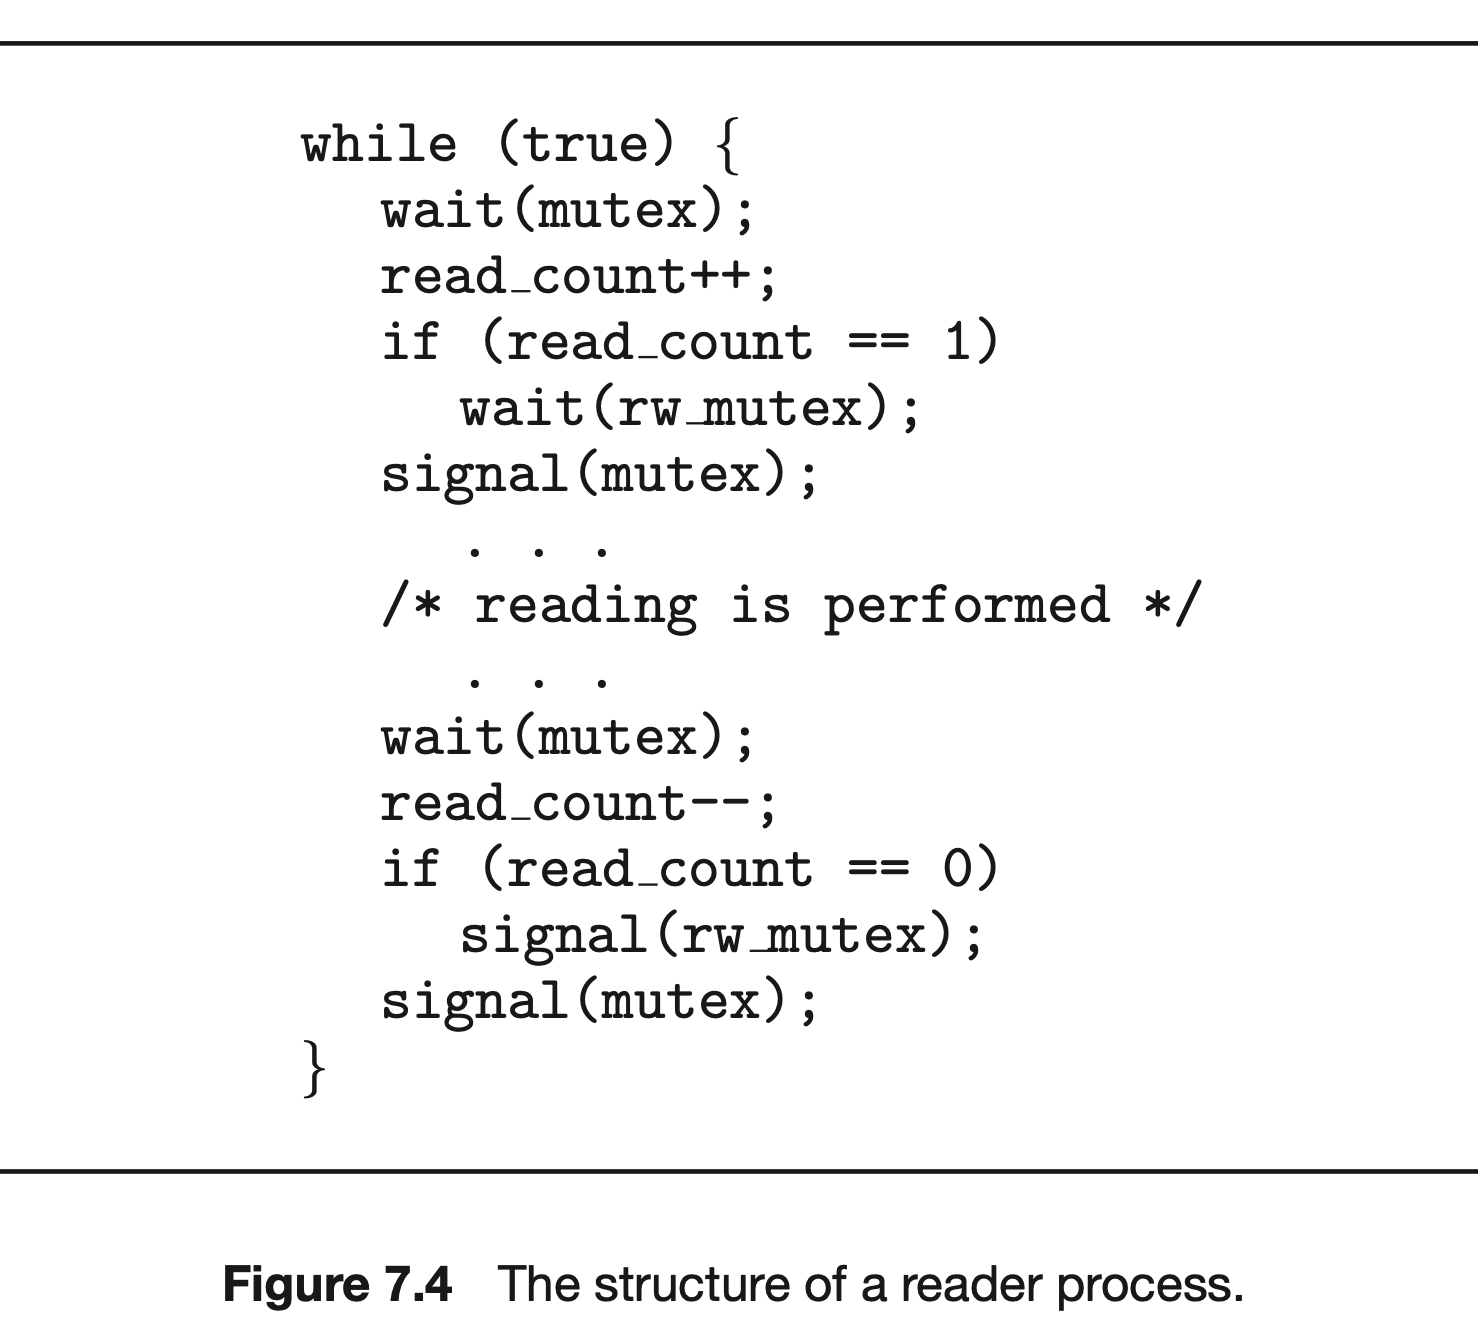 while (true) {
wait(mutex);
read_count++;
if (read_count == 1)
wait(rw_mutex);
signal(mutex);
. . .
/* reading is performed */
. . .
wait(mutex);
read_count--;
if (read_count == 0)
signal(rw_mutex);
signal(mutex);
}
Figure 7.4 The structure of a reader process.